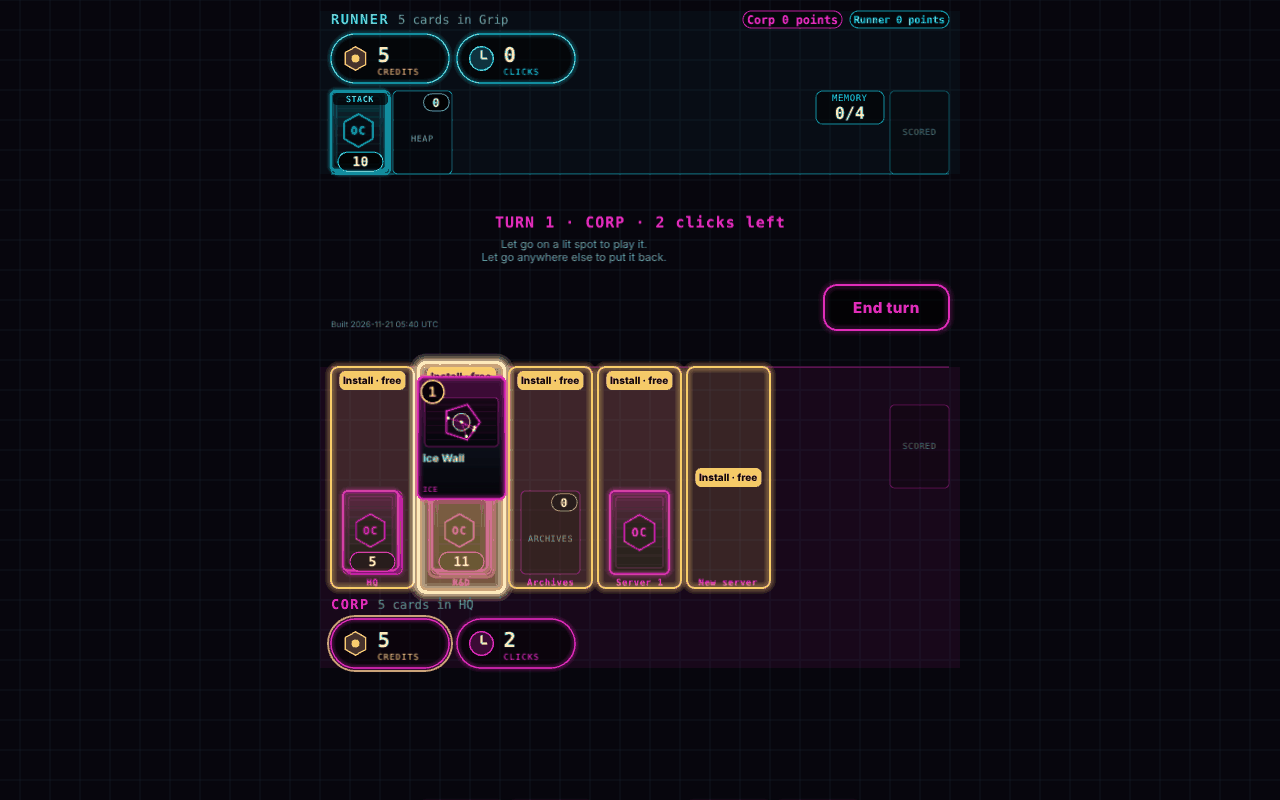 RUNNER 5 cards in Grip
Corp 0 points
Runner 0 points
5
CREDITS
0
CLICKS
STACK
OC
10
0
HEAP
MEMORY
0/4
SCORED
TURN 1 · CORP · 2 clicks left
Let go on a lit spot to play it.
Let go anywhere else to put it back.
End turn
Built 2026-11-21 05:40 UTC
Install · free
Install · free
Install · free
Install · free
1
Ice Wall
ICE
Install · free
SCORED
OC
5
HQ
OC
11
R&D
0
ARCHIVES
Archives
OC
Server 1
New server
CORP 5 cards in HQ
5
CREDITS
2
CLICKS